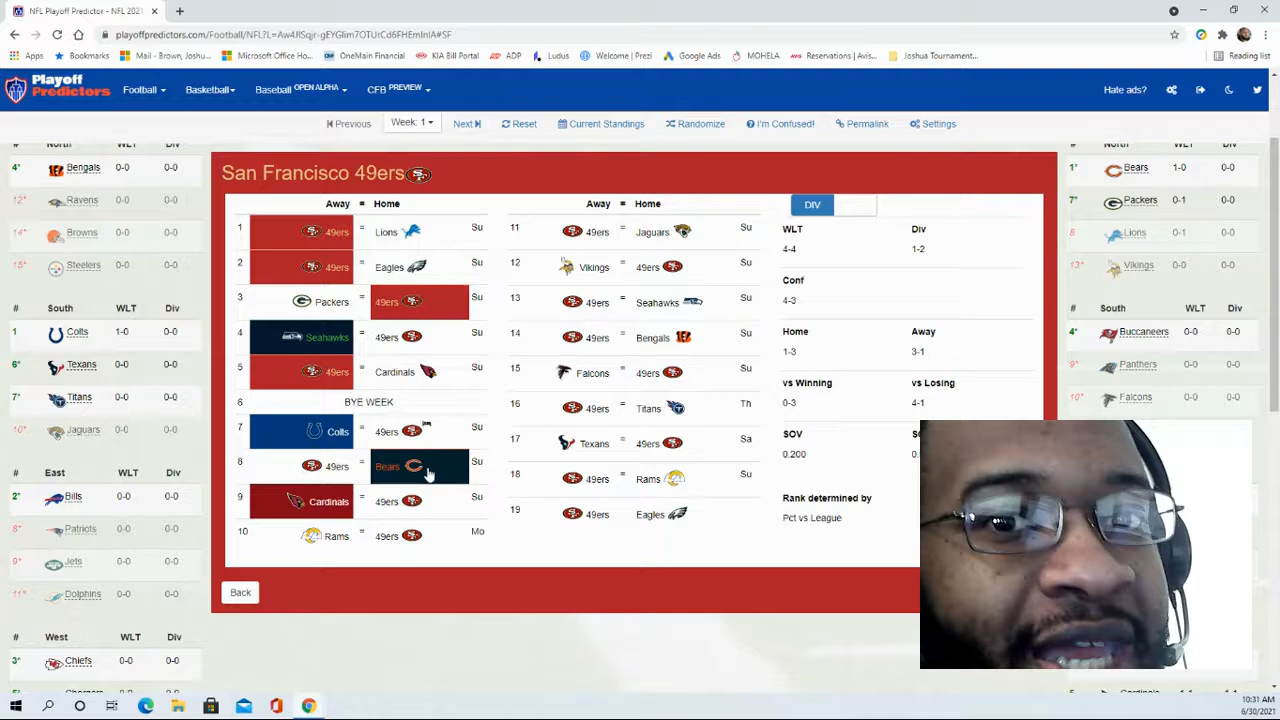 NFL Playoff Predictor - NFL 2021
playoffpredictors.com/Football/NFL?L=Aw4JlSqjr-gEYGlim7OTUrCd6FHEmInIA#SF
Apps Bookmarks Mail - Brown, Joshu... Microsoft Office Ho... OneMain Financial KIA Bill Portal ADP Ludus Welcome | Prezi Google Ads MOHELA Reservations | Avis... Joshua Tournament... Reading list
Playoff Predictors Football Basketball Baseball OPEN ALPHA CFB PREVIEW Hate ads?
Previous Week: 1 Next Reset Current Standings Randomize I'm Confused! Permalink Settings
# North WLT Div
4* Bengals 0-0 0-0
12* Ravens 0-0 0-0
14* Browns 0-0 0-0
15* Steelers 0-0 0-0
# South WLT Div
1 Colts 1-0 0-0
6* Texans 0-0 0-0
7* Titans 0-0 0-0
10* Jaguars 0-0 0-0
# East WLT Div
2* Bills 0-0 0-0
8* Patriots 0-0 0-0
9* Jets 0-0 0-0
11* Dolphins 0-0 0-0
# West WLT Div
3* Chiefs 0-0 0-0
San Francisco 49ers
Away = Home
1 49ers = Lions Su
2 49ers = Eagles Su
3 Packers = 49ers Su
4 Seahawks = 49ers Su
5 49ers = Cardinals Su
6 BYE WEEK
7 Colts = 49ers Su
8 49ers = Bears Su
9 Cardinals = 49ers Su
10 Rams = 49ers Mo
Away = Home
11 49ers = Jaguars Su
12 Vikings = 49ers Su
13 49ers = Seahawks Su
14 49ers = Bengals Su
15 Falcons = 49ers Su
16 49ers = Titans Th
17 Texans = 49ers Sa
18 49ers = Rams Su
19 49ers = Eagles
DIV
WLT Div
4-4 1-2
Conf
4-3
Home Away
1-3 3-1
vs Winning vs Losing
0-3 4-1
SOV
0.200
Rank determined by
Pct vs League
Back
# North WLT Div
1* Bears 1-0 0-0
7* Packers 0-1 0-0
8 Lions 0-1 0-0
13* Vikings 0-0 0-0
# South WLT Div
4* Buccaneers 0-0 0-0
9* Panthers 0-0 0-0
10* Falcons 0-0 0-0
10:31 AM
6/30/2021